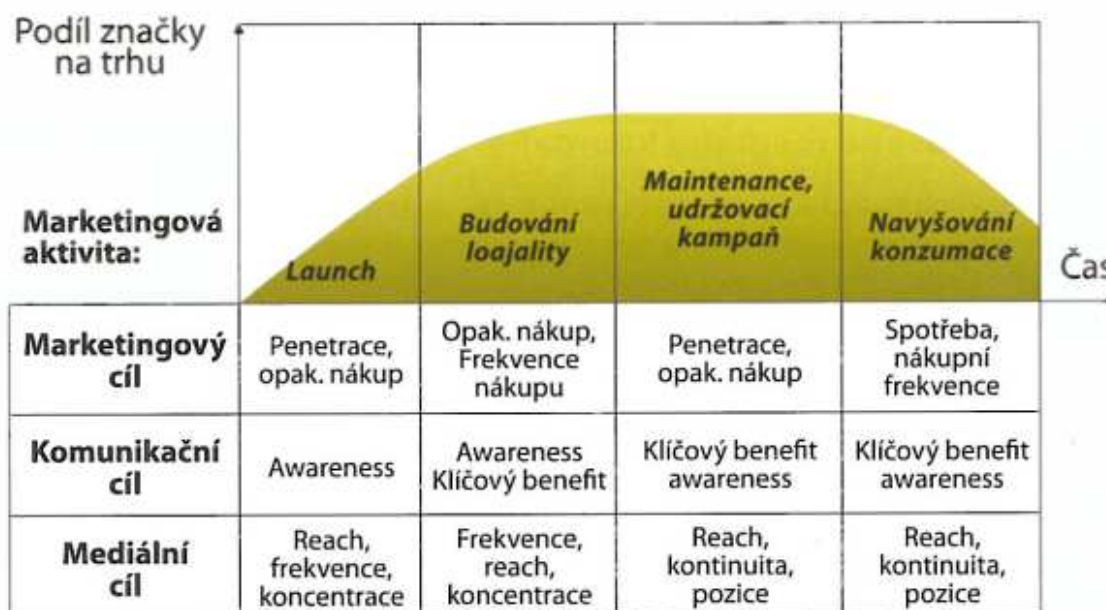 Podíl značky
na trhu
Marketingová
aktivita:
Launch
Budování
loajality
Maintenance,
udržovací
kampaň
Navyšování
konzumace
Čas
Marketingový
cíl
Penetrace,
opak. nákup
Opak. nákup,
Frekvence
nákupu
Penetrace,
opak. nákup
Spotřeba,
nákupní
frekvence
Komunikační
cíl
Awareness
Awareness
Klíčový benefit
Klíčový benefit
awareness
Klíčový benefit
awareness
Mediální
cíl
Reach,
frekvence,
koncentrace
Frekvence,
reach,
koncentrace
Reach,
kontinuita,
pozice
Reach,
kontinuita,
pozice